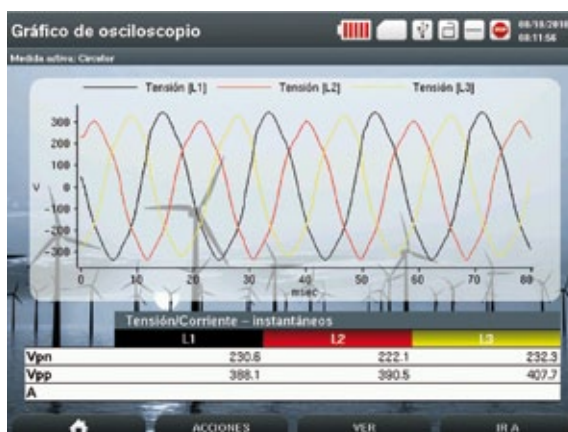 Gráfico de osciloscopio
08/10/2010
08:11:56
Medida activa: Circutor
Tensión [L1] Tensión [L2] Tensión [L3]
300
200
100
V 0
-100
-200
-300
0 10 20 30 40 50 60 70 80
msec
Tensión/Corriente – instantáneos
L1 L2 L3
Vpn 230.6 222.1 232.3
Vpp 388.1 390.5 407.7
A
ACCIONES VER IR A